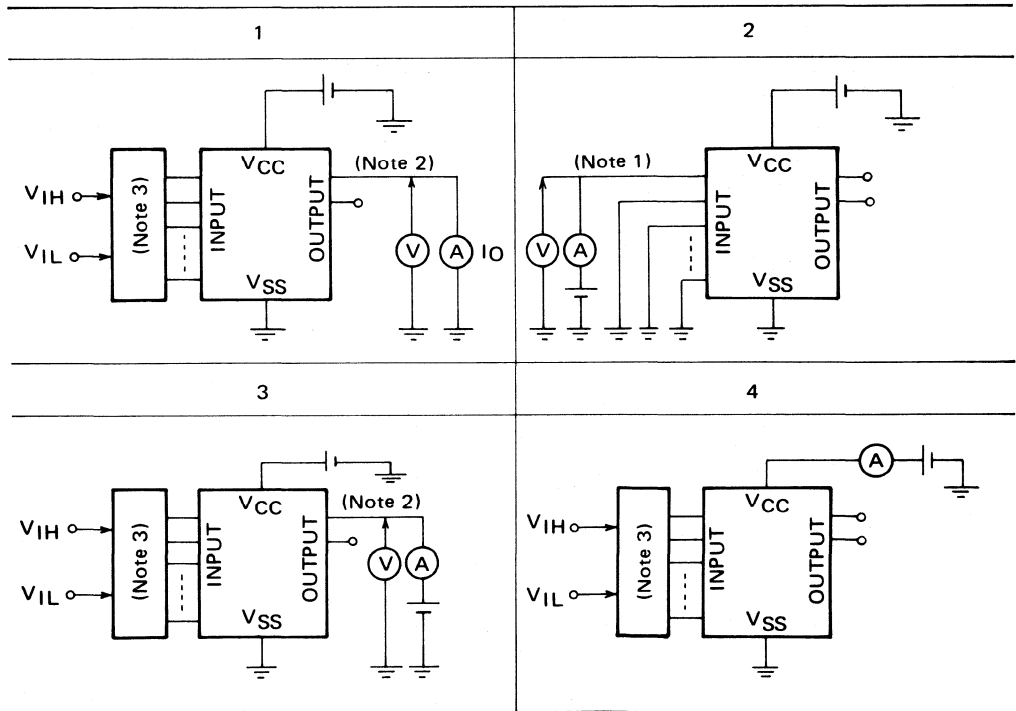 1
2
VCC
(Note 2)
VIH
VIL
(Note 3)
INPUT
OUTPUT
V
A
IO
VSS
VCC
(Note 1)
V
A
INPUT
OUTPUT
VSS
3
4
VCC
(Note 2)
VIH
VIL
(Note 3)
INPUT
OUTPUT
V
A
VSS
A
VCC
VIH
VIL
(Note 3)
INPUT
OUTPUT
VSS